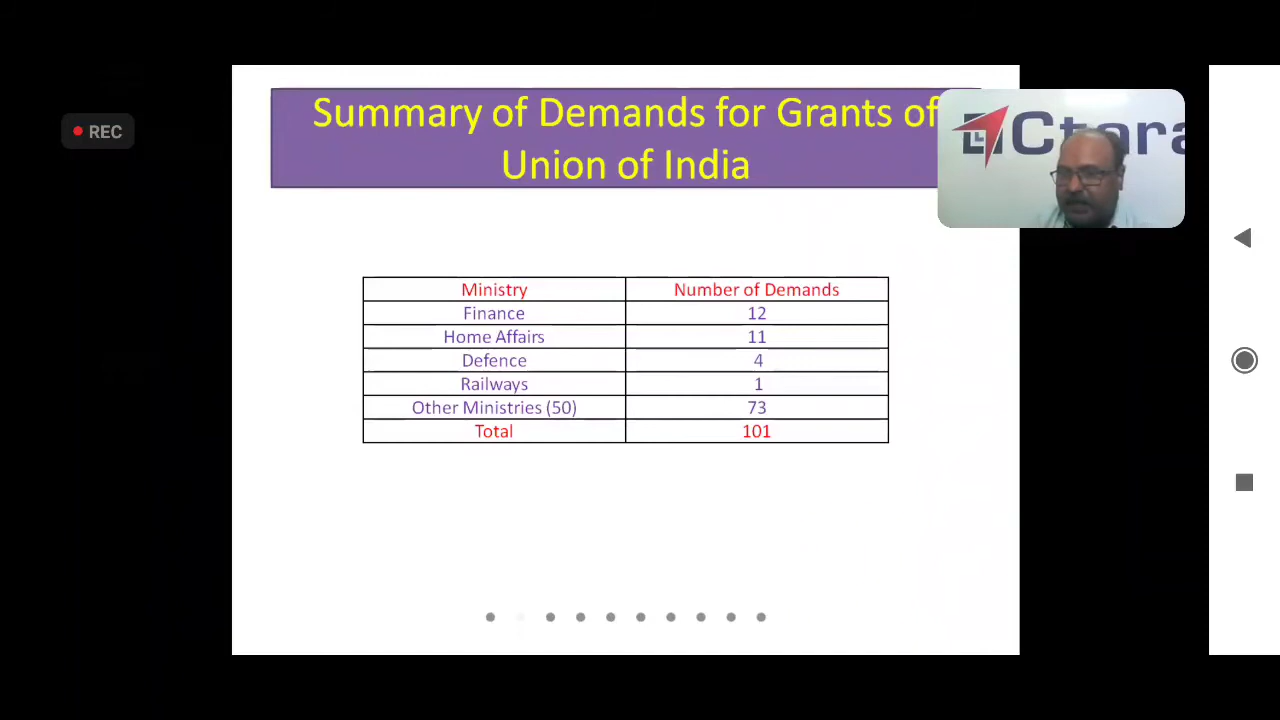 REC
Summary of Demands for Grants of
Union of India
Ministry Number of Demands
Finance 12
Home Affairs 11
Defence 4
Railways 1
Other Ministries (50) 73
Total 101